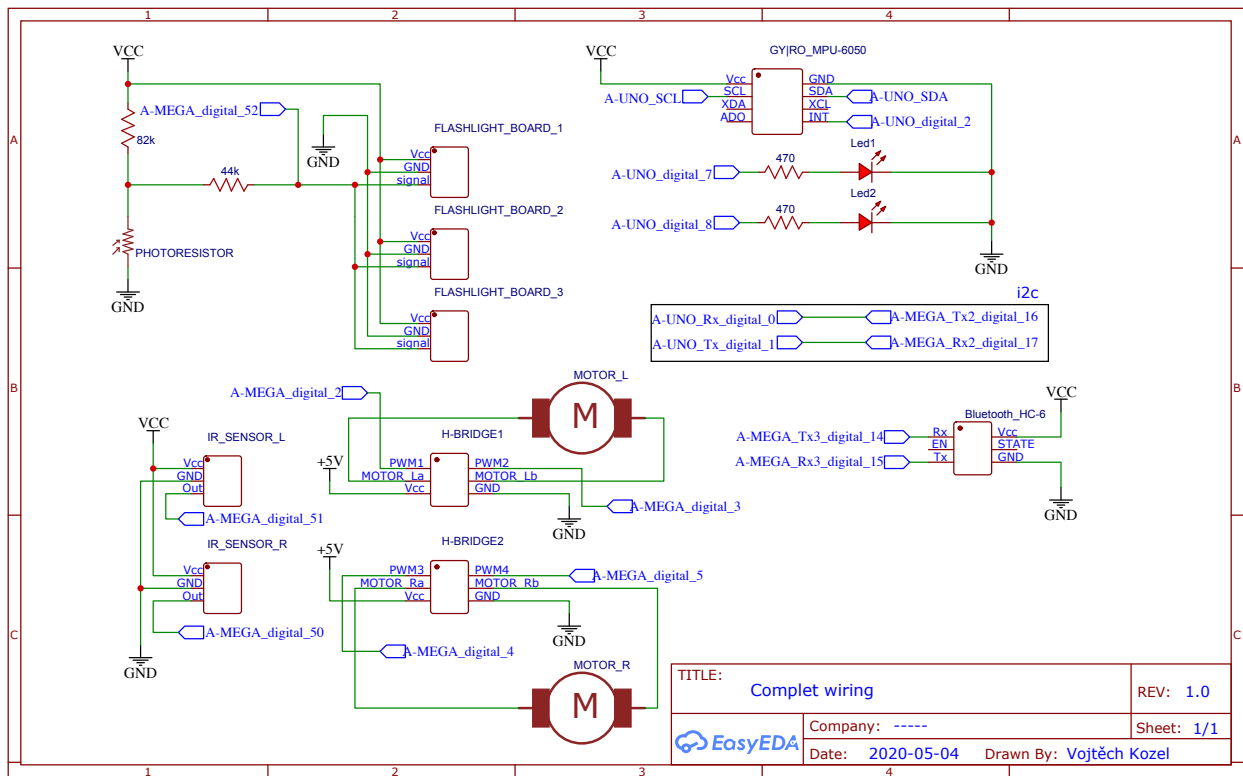 1
2
3
4
A
A
B
B
C
C
VCC
A-MEGA_digital_52
82k
44k
PHOTORESISTOR
GND
GND
FLASHLIGHT_BOARD_1
Vcc
GND
signal
FLASHLIGHT_BOARD_2
Vcc
GND
signal
FLASHLIGHT_BOARD_3
Vcc
GND
signal
VCC
GY|RO_MPU-6050
Vcc
SCL
XDA
ADO
GND
SDA
XCL
INT
A-UNO_SCL
A-UNO_SDA
A-UNO_digital_2
Led1
470
A-UNO_digital_7
Led2
470
A-UNO_digital_8
GND
i2c
A-UNO_Rx_digital_0
A-MEGA_Tx2_digital_16
A-UNO_Tx_digital_1
A-MEGA_Rx2_digital_17
A-MEGA_digital_2
MOTOR_L
M
H-BRIDGE1
+5V
PWM1
MOTOR_La
Vcc
PWM2
MOTOR_Lb
GND
A-MEGA_digital_3
GND
VCC
IR_SENSOR_L
Vcc
GND
Out
A-MEGA_digital_51
IR_SENSOR_R
Vcc
GND
Out
A-MEGA_digital_50
GND
+5V
H-BRIDGE2
PWM3
MOTOR_Ra
Vcc
PWM4
MOTOR_Rb
GND
A-MEGA_digital_5
GND
A-MEGA_digital_4
MOTOR_R
M
VCC
Bluetooth_HC-6
A-MEGA_Tx3_digital_14
A-MEGA_Rx3_digital_15
Rx
EN
Tx
Vcc
STATE
GND
GND
TITLE:
Complet wiring
REV: 1.0
EasyEDA
Company: -----
Sheet: 1/1
Date: 2020-05-04 Drawn By: Vojtěch Kozel
1
2
3
4